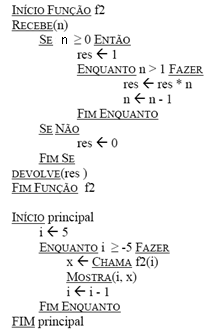 INÍCIO FUNÇÃO f2
RECEBE(n)
SE n ≥ 0 ENTÃO
res ← 1
ENQUANTO n > 1 FAZER
res ← res * n
n ← n - 1
FIM ENQUANTO
SE NÃO
res ← 0
FIM SE
DEVOLVE(res )
FIM FUNÇÃO f2
INÍCIO principal
i ← 5
ENQUANTO i ≥ -5 FAZER
x ← CHAMA f2(i)
MOSTRA(i, x)
i ← i - 1
FIM ENQUANTO
FIM principal